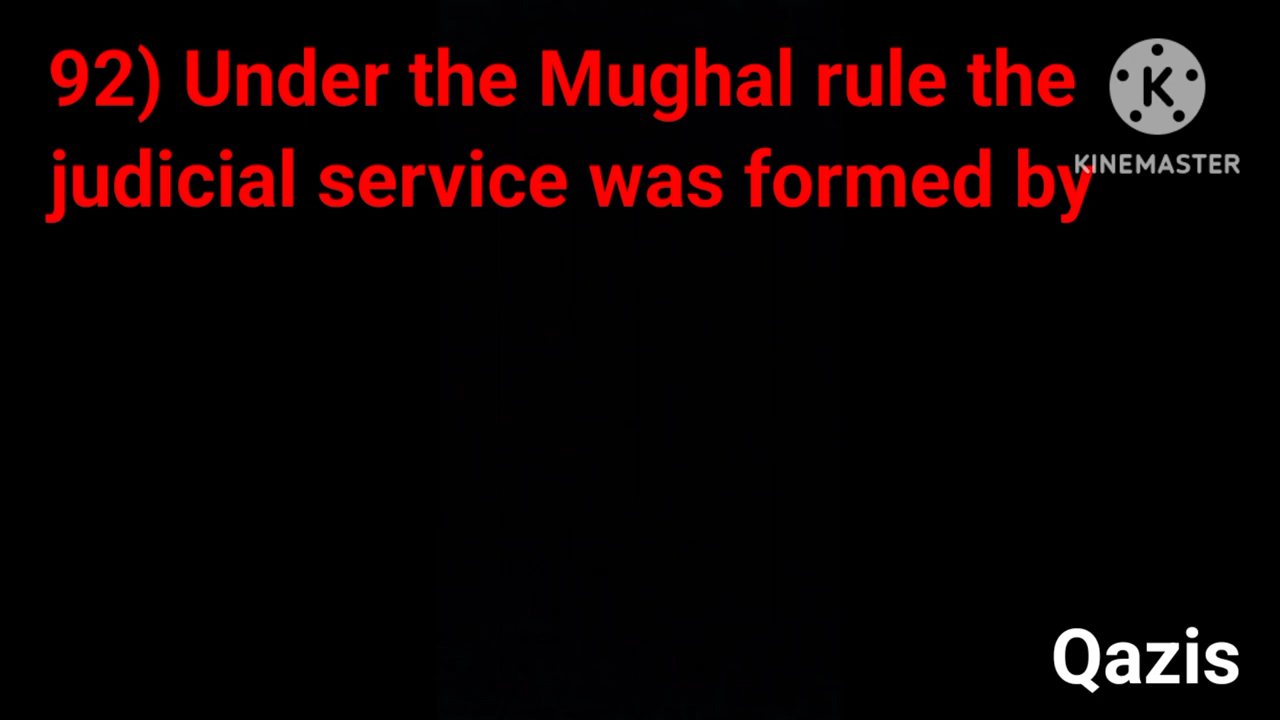 92) Under the Mughal rule the
judicial service was formed by
K
KINEMASTER
Qazis